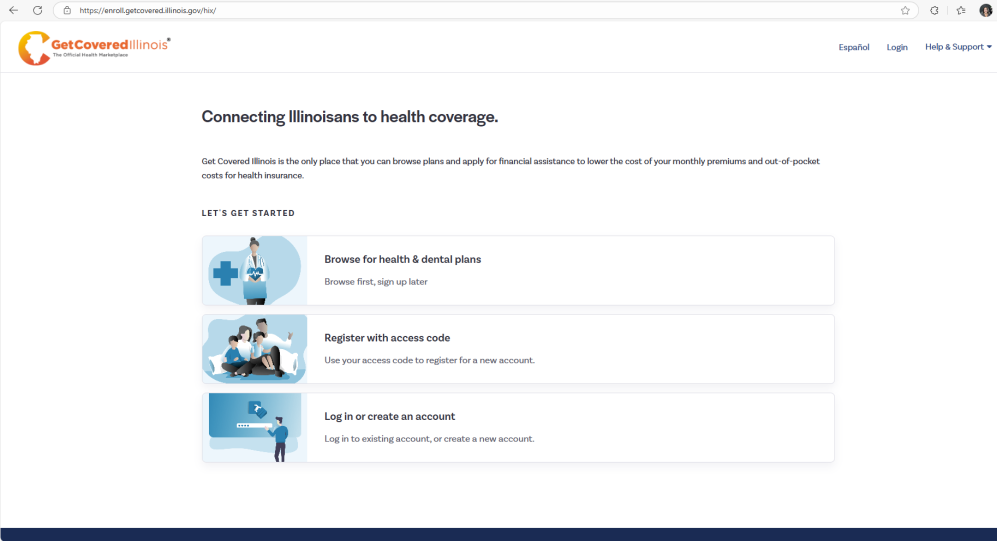 https://enroll.getcovered.illinois.gov/hix/
GetCoveredIllinois®
The Official Health Marketplace
Español Login Help & Support
Connecting Illinoisans to health coverage.
Get Covered Illinois is the only place that you can browse plans and apply for financial assistance to lower the cost of your monthly premiums and out-of-pocket
costs for health insurance.
LET'S GET STARTED
Browse for health & dental plans
Browse first, sign up later
Register with access code
Use your access code to register for a new account.
Log in or create an account
Log in to existing account, or create a new account.